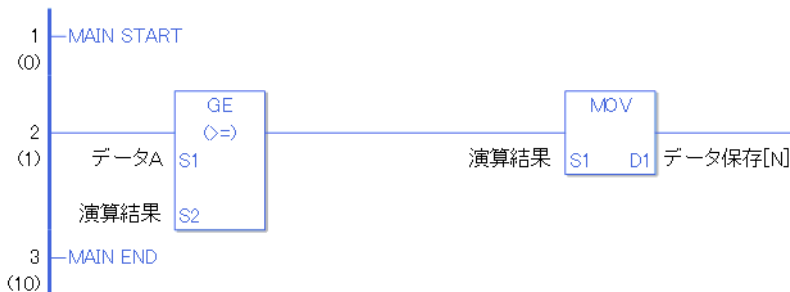 1 MAIN START
(0)
GE MOV
2 (>=)
(1) データA S1 演算結果 S1 D1 データ保存[N]
演算結果 S2
3 MAIN END
(10)